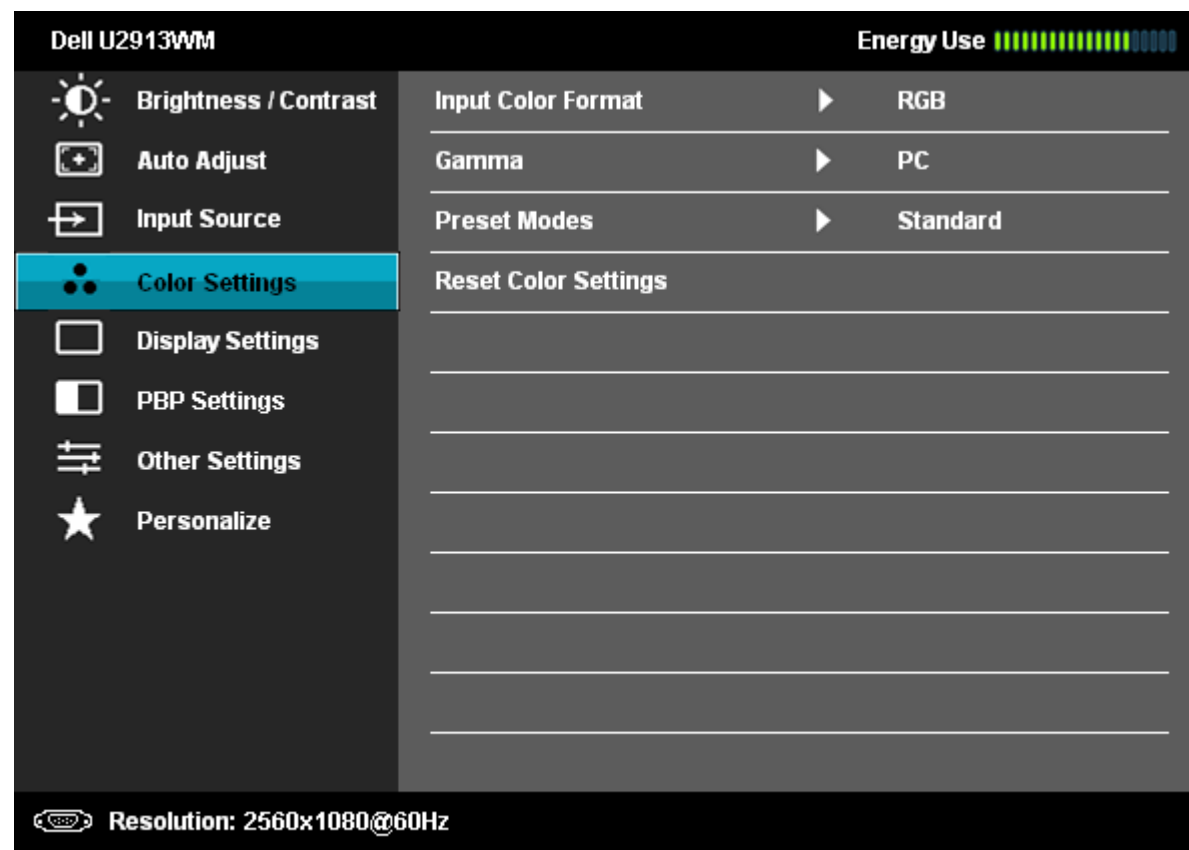 Dell U2913WM
Energy Use
Brightness / Contrast
Auto Adjust
Input Source
Color Settings
Display Settings
PBP Settings
Other Settings
Personalize
Input Color Format
RGB
Gamma
PC
Preset Modes
Standard
Reset Color Settings
Resolution: 2560x1080@60Hz